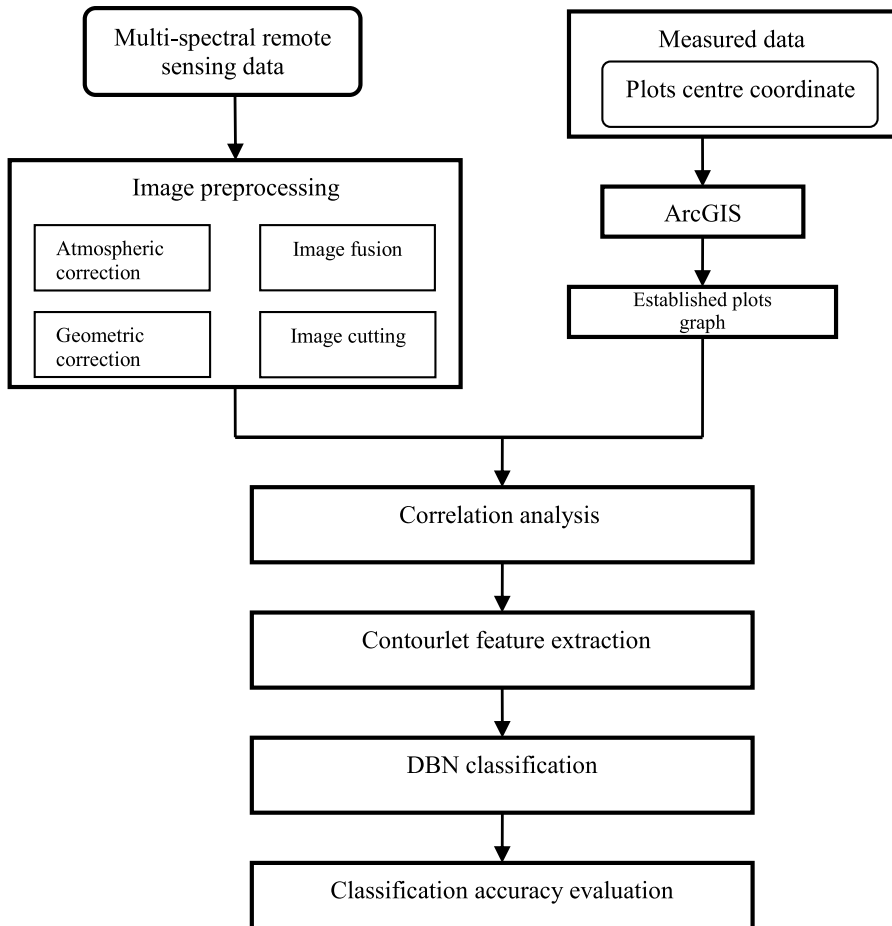 Multi-spectral remote
sensing data
Measured data
Plots centre coordinate
Image preprocessing
Atmospheric
correction
Image fusion
Geometric
correction
Image cutting
ArcGIS
Established plots
graph
Correlation analysis
Contourlet feature extraction
DBN classification
Classification accuracy evaluation